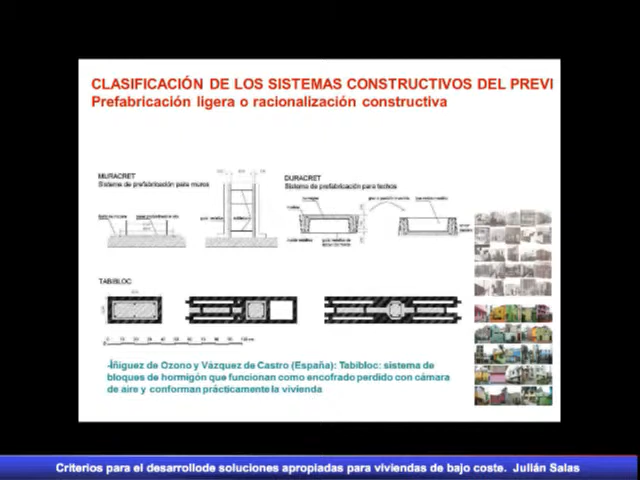 CLASIFICACIÓN DE LOS SISTEMAS CONSTRUCTIVOS DEL PREVI
Prefabricación ligera o racionalización constructiva
MURACRET
Sistema de prefabricación para muros
DURACRET
Sistema de prefabricación para techos
TABIBLOC
-Íñiguez de Ozono y Vázquez de Castro (España): Tabibloc: sistema de
bloques de hormigón que funcionan como encofrado perdido con cámara
de aire y conforman prácticamente la vivienda
Criterios para el desarrollode soluciones apropiadas para viviendas de bajo coste. Julián Salas